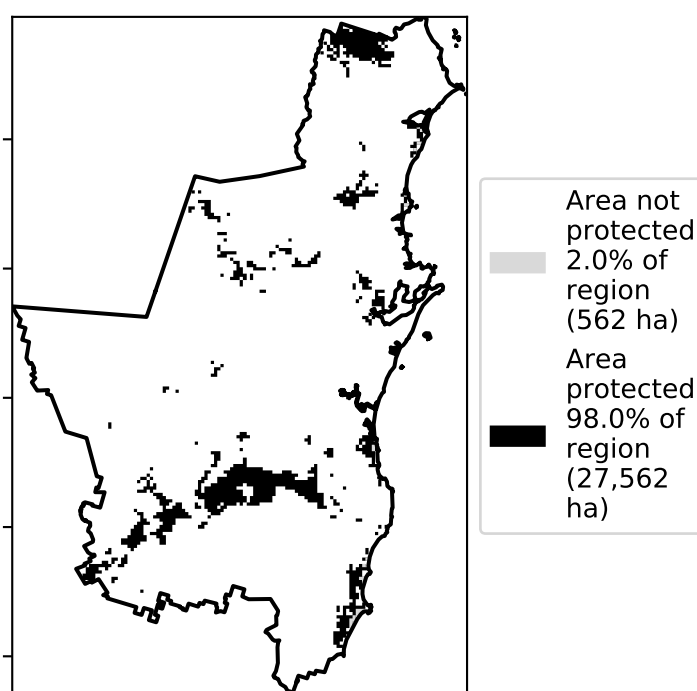 Area not
protected
2.0% of
region
(562 ha)
Area
protected
98.0% of
region
(27,562
ha)